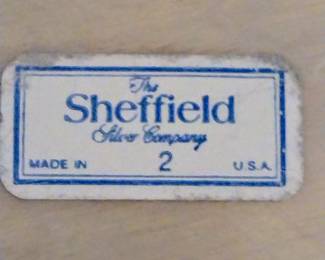 The
Sheffield
Silver Company
MADE IN 2 U.S.A.